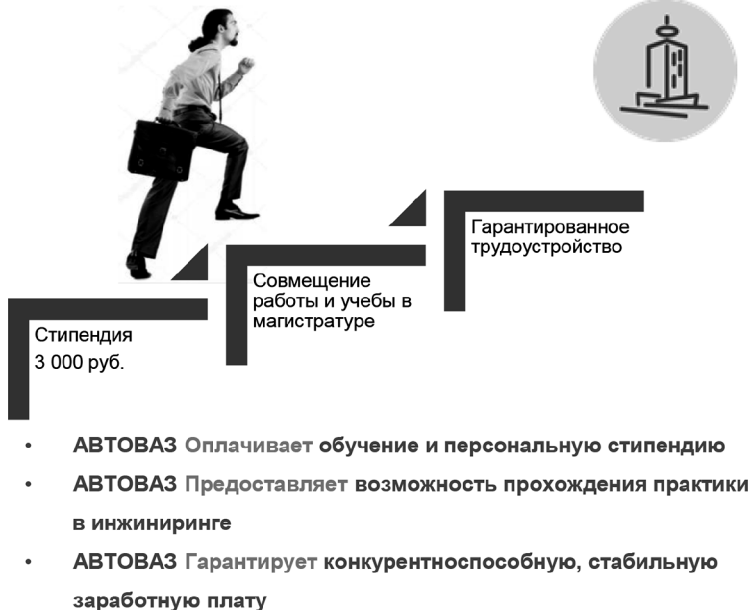 Гарантированное
трудоустройство
Совмещение
работы и учебы в
магистратуре
Стипендия
3 000 руб.
• АВТОВАЗ Оплачивает обучение и персональную стипендию
• АВТОВАЗ Предоставляет возможность прохождения практики
в инжиниринге
• АВТОВАЗ Гарантирует конкурентноспособную, стабильную
заработную плату